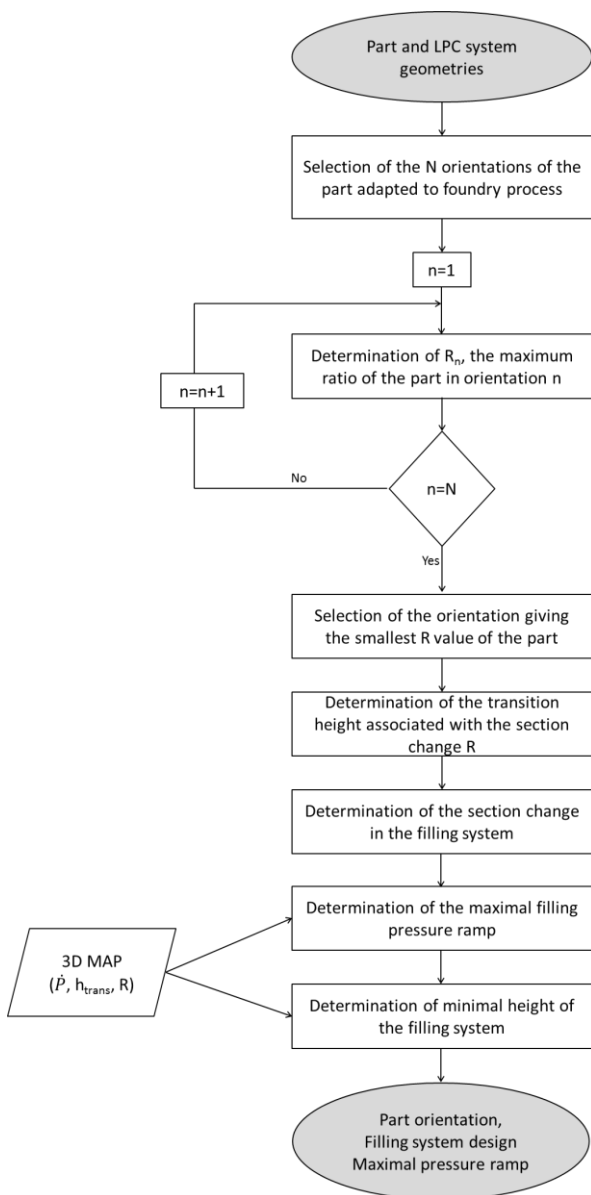 Part and LPC system
geometries
Selection of the N orientations of the
part adapted to foundry process
n=1
Determination of Rₙ, the maximum
ratio of the part in orientation n
n=n+1
n=N
No
Yes
Selection of the orientation giving
the smallest R value of the part
Determination of the transition
height associated with the section
change R
Determination of the section change
in the filling system
Determination of the maximal filling
pressure ramp
3D MAP
(Ṗ, hₜᵣₐₙₛ, R)
Determination of minimal height of
the filling system
Part orientation,
Filling system design
Maximal pressure ramp